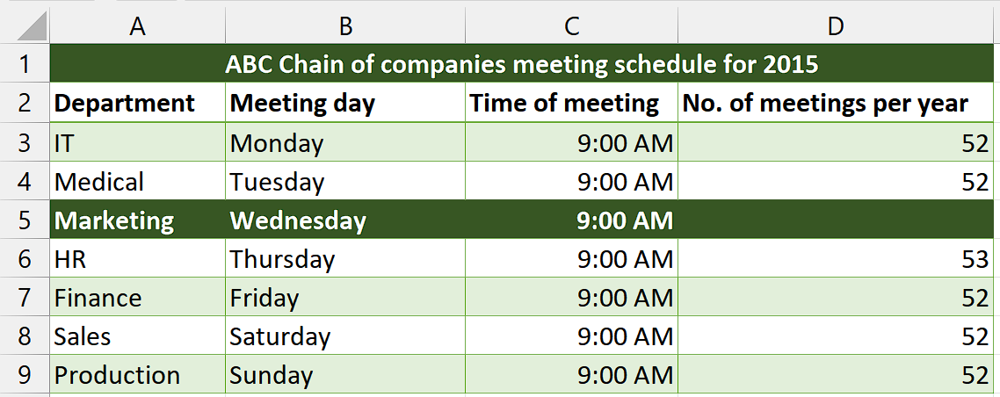 A B C D
1 ABC Chain of companies meeting schedule for 2015
2 Department Meeting day Time of meeting No. of meetings per year
3 IT Monday 9:00 AM 52
4 Medical Tuesday 9:00 AM 52
5 Marketing Wednesday 9:00 AM
6 HR Thursday 9:00 AM 53
7 Finance Friday 9:00 AM 52
8 Sales Saturday 9:00 AM 52
9 Production Sunday 9:00 AM 52